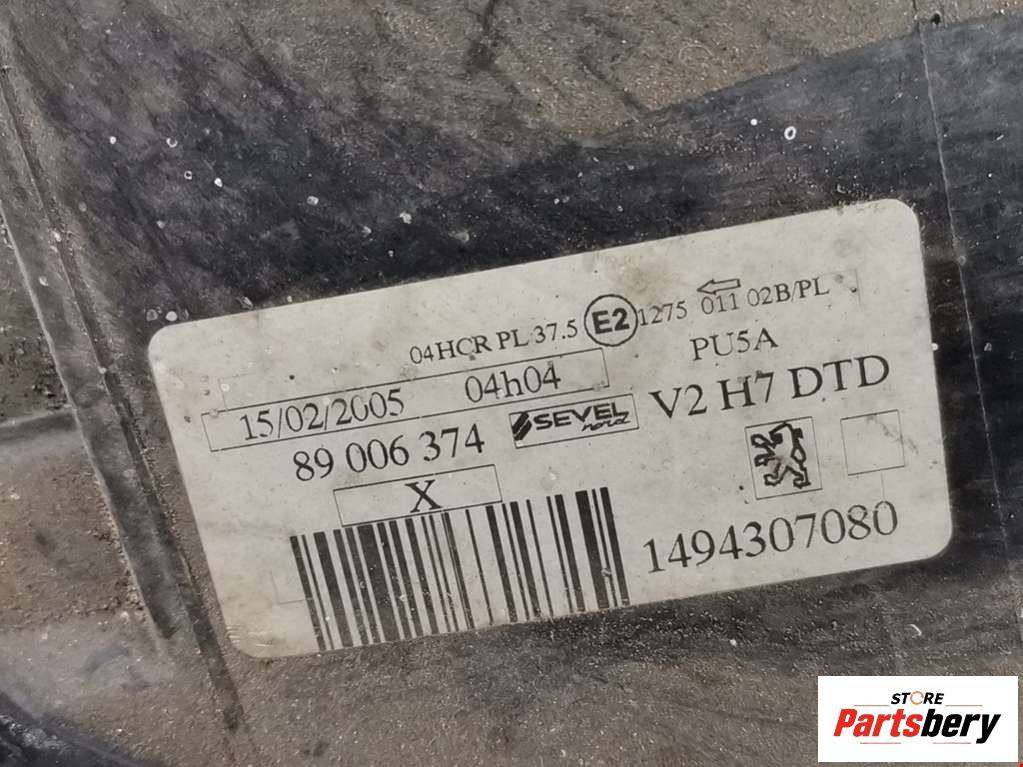 04HCR PL 37.5 E2 1275 011 02B/PL
PU5A
15/02/2005 04h04
89 006 374 SEVEL nova V2 H7 DTD
X
1494307080
STORE
Partsbery